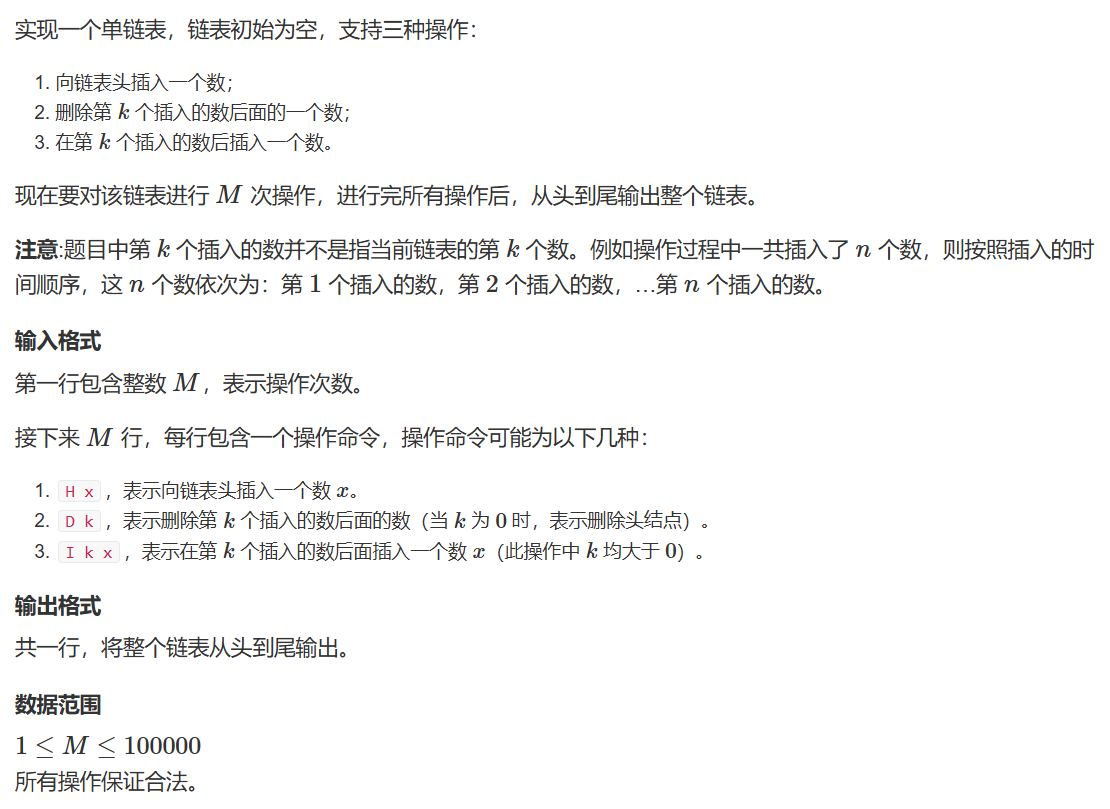 实现一个单链表，链表初始为空，支持三种操作：
1. 向链表头插入一个数；
2. 删除第 k 个插入的数后面的一个数；
3. 在第 k 个插入的数后插入一个数。
现在要对该链表进行 M 次操作，进行完所有操作后，从头到尾输出整个链表。
注意:题目中第 k 个插入的数并不是指当前链表的第 k 个数。例如操作过程中一共插入了 n 个数，则按照插入的时
间顺序，这 n 个数依次为：第 1 个插入的数，第 2 个插入的数，…第 n 个插入的数。
输入格式
第一行包含整数 M，表示操作次数。
接下来 M 行，每行包含一个操作命令，操作命令可能为以下几种：
1. H x，表示向链表头插入一个数 x。
2. D k，表示删除第 k 个插入的数后面的数（当 k 为 0 时，表示删除头结点）。
3. I k x，表示在第 k 个插入的数后面插入一个数 x（此操作中 k 均大于 0）。
输出格式
共一行，将整个链表从头到尾输出。
数据范围
1 ≤ M ≤ 100000
所有操作保证合法。